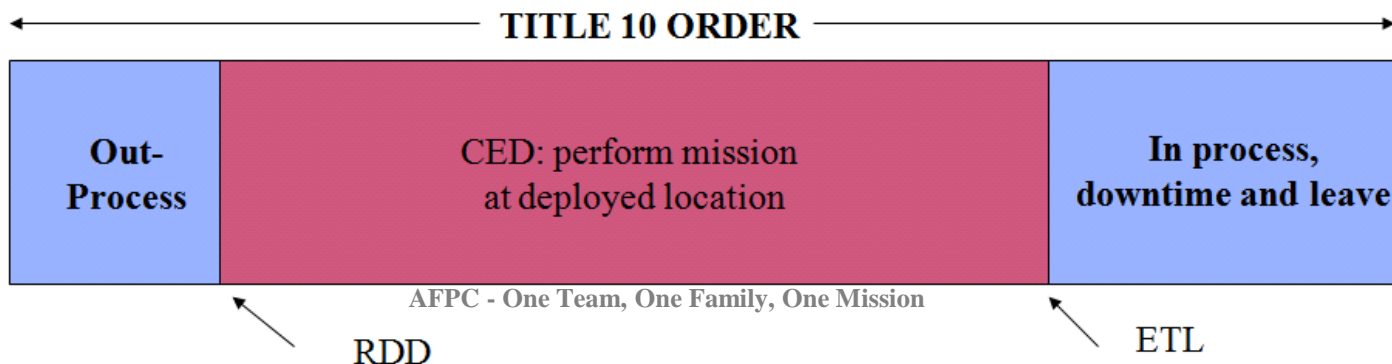 TITLE 10 ORDER
Out-
Process
CED: perform mission
at deployed location
In process,
downtime and leave
AFPC - One Team, One Family, One Mission
RDD
ETL